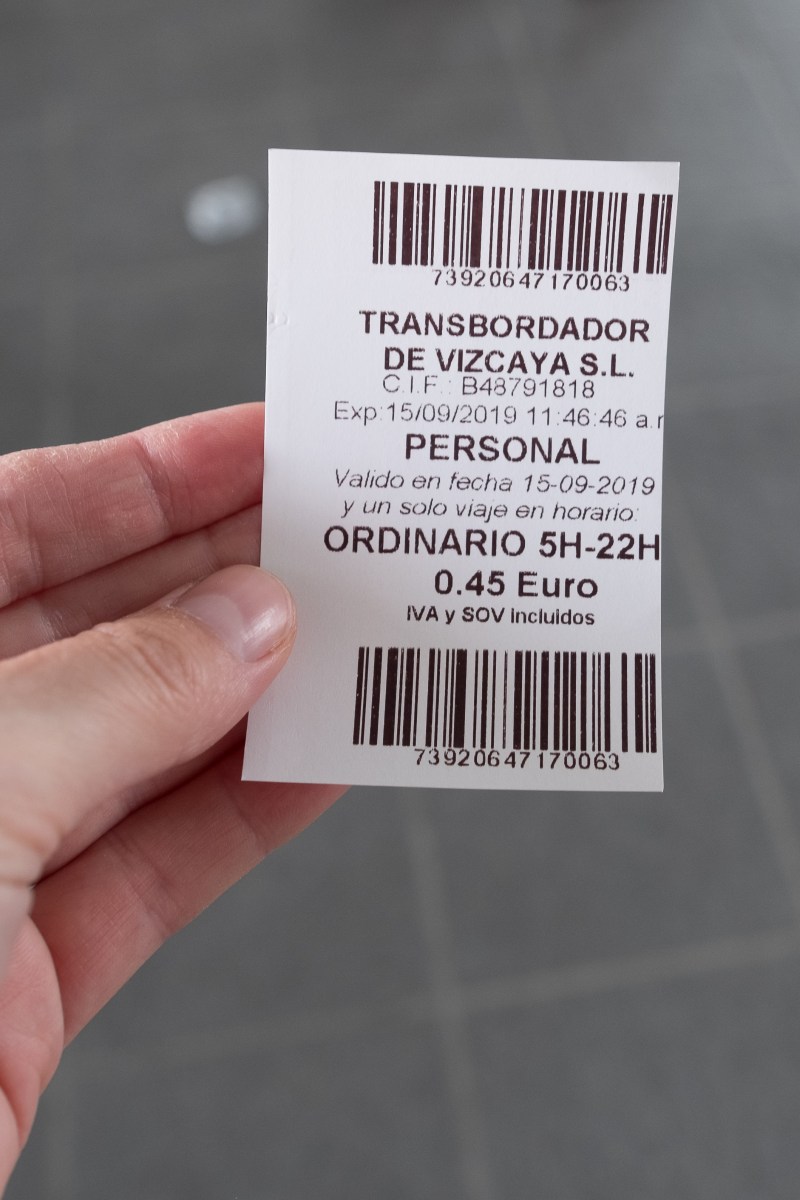 73920647170063
TRANSBORDADOR
DE VIZCAYA S.L.
C.I.F.: B48791818
Exp:15/09/2019 11:46:46 a.r
PERSONAL
Valido en fecha 15-09-2019
y un solo viaje en horario:
ORDINARIO 5H-22H
0.45 Euro
IVA y SOV incluidos
73920647170063